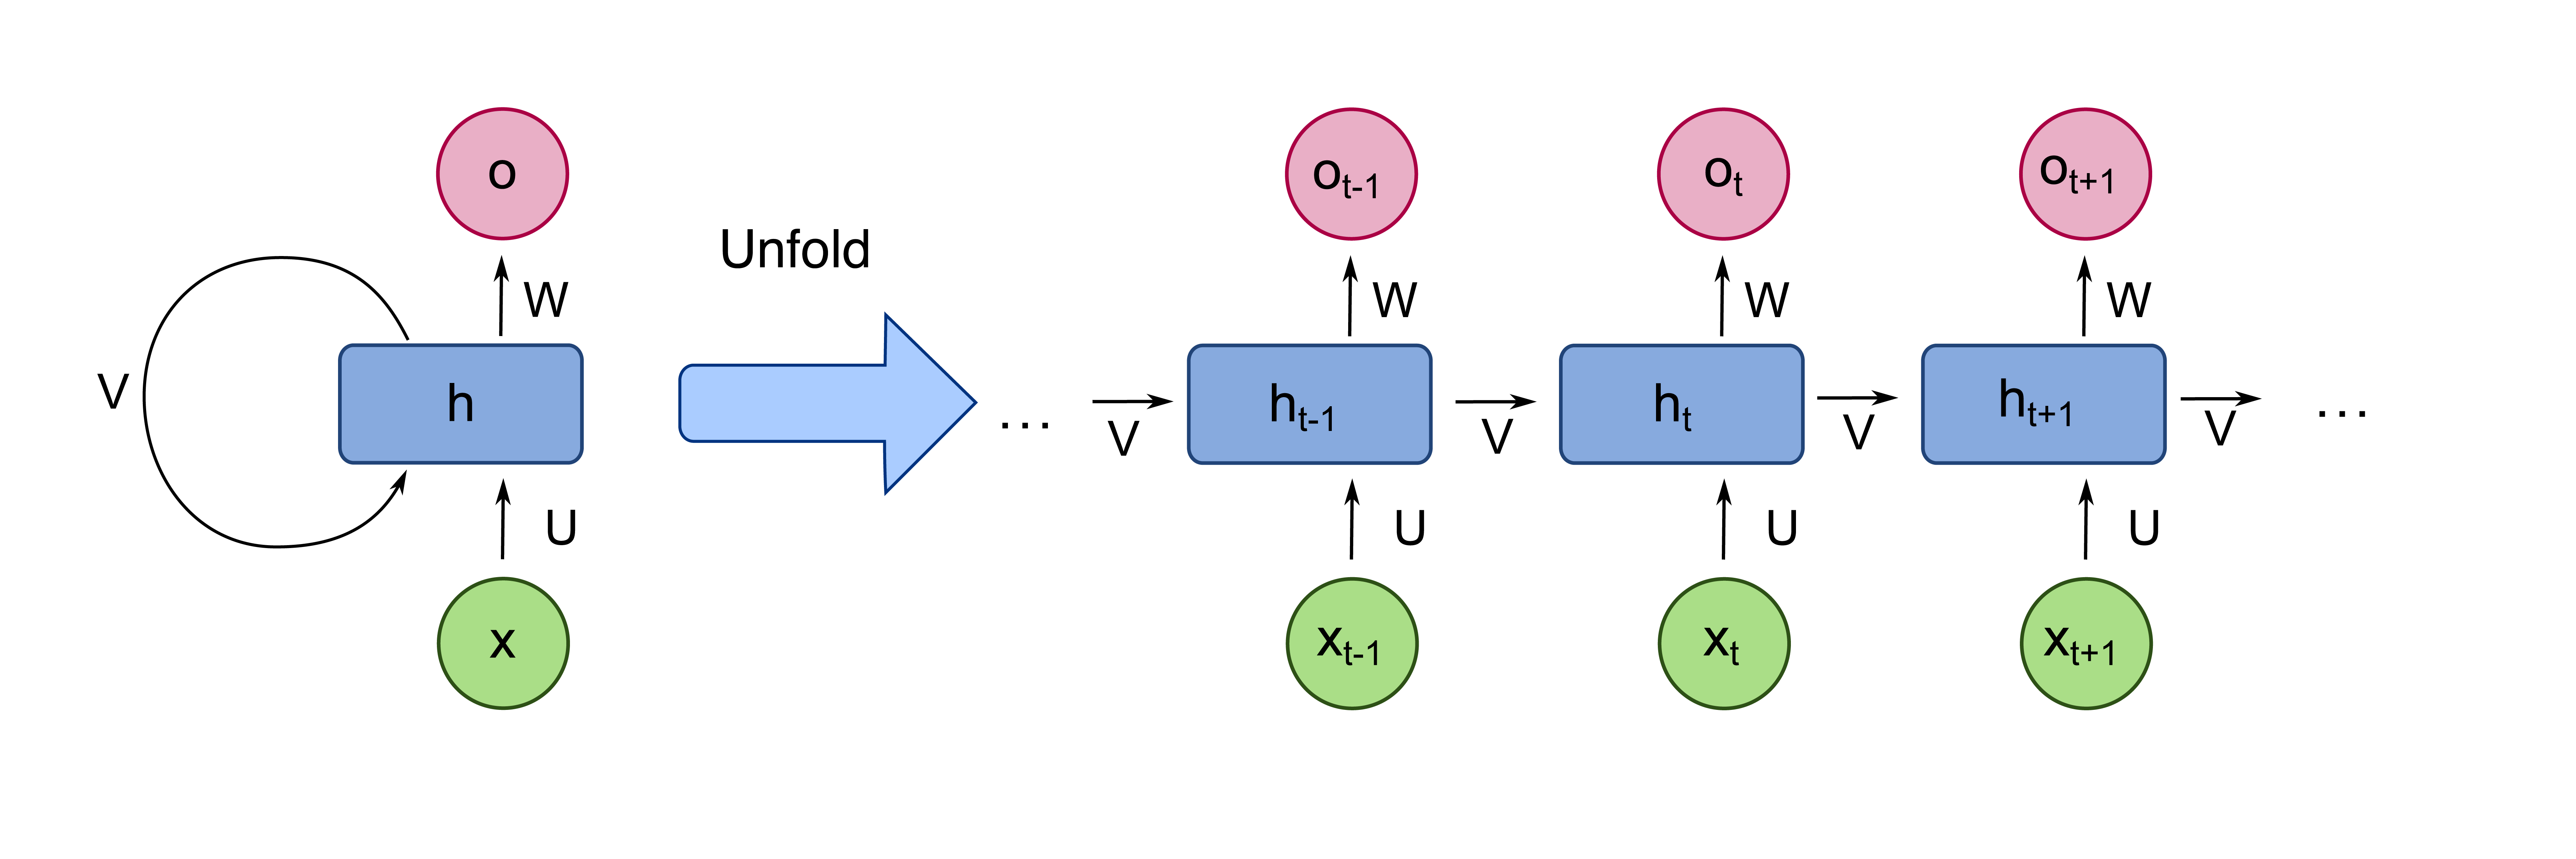 o
W
V
h
U
x
Unfold
...
V
o_{t-1}
W
h_{t-1}
U
x_{t-1}
V
o_t
W
h_t
U
x_t
V
o_{t+1}
W
h_{t+1}
U
x_{t+1}
V
...